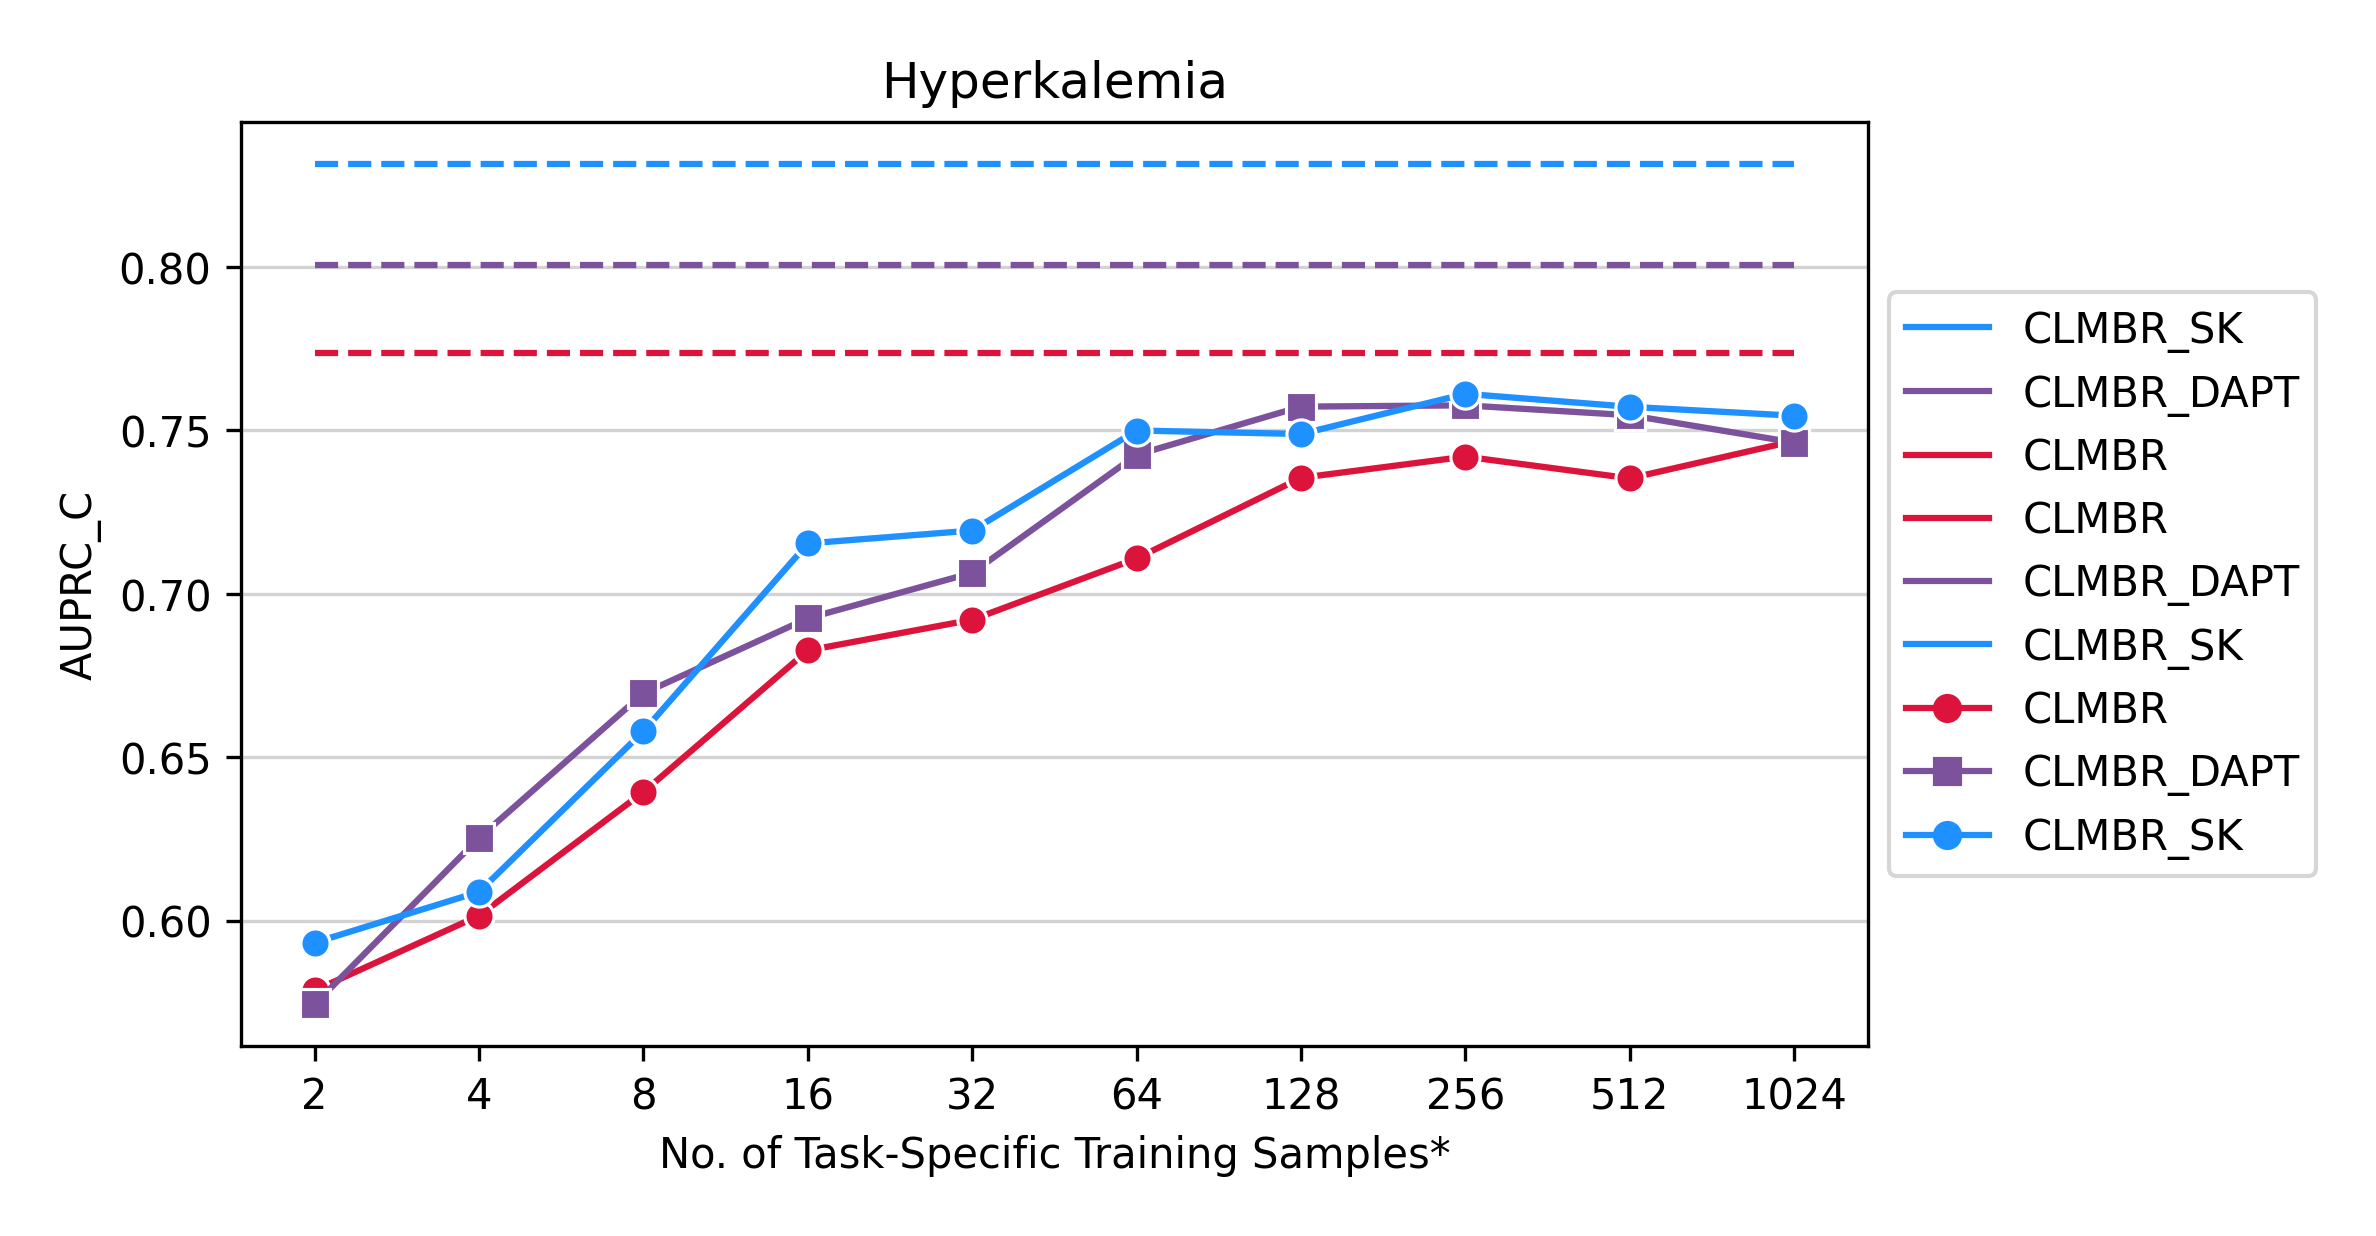 Hyperkalemia
AUPRC_C
0.80
0.75
0.70
0.65
0.60
2 4 8 16 32 64 128 256 512 1024
No. of Task-Specific Training Samples*
CLMBR_SK
CLMBR_DAPT
CLMBR
CLMBR
CLMBR_DAPT
CLMBR_SK
CLMBR
CLMBR_DAPT
CLMBR_SK